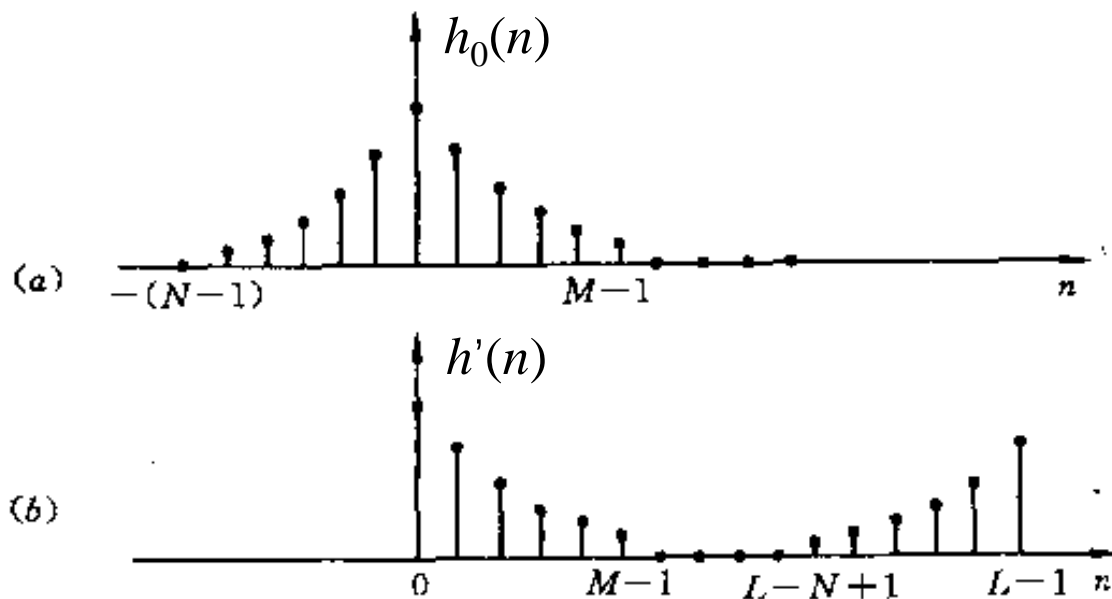 h₀(n)
(a)
−(N−1) M−1 n
h’(n)
(b)
0 M−1 L−N+1 L−1 n